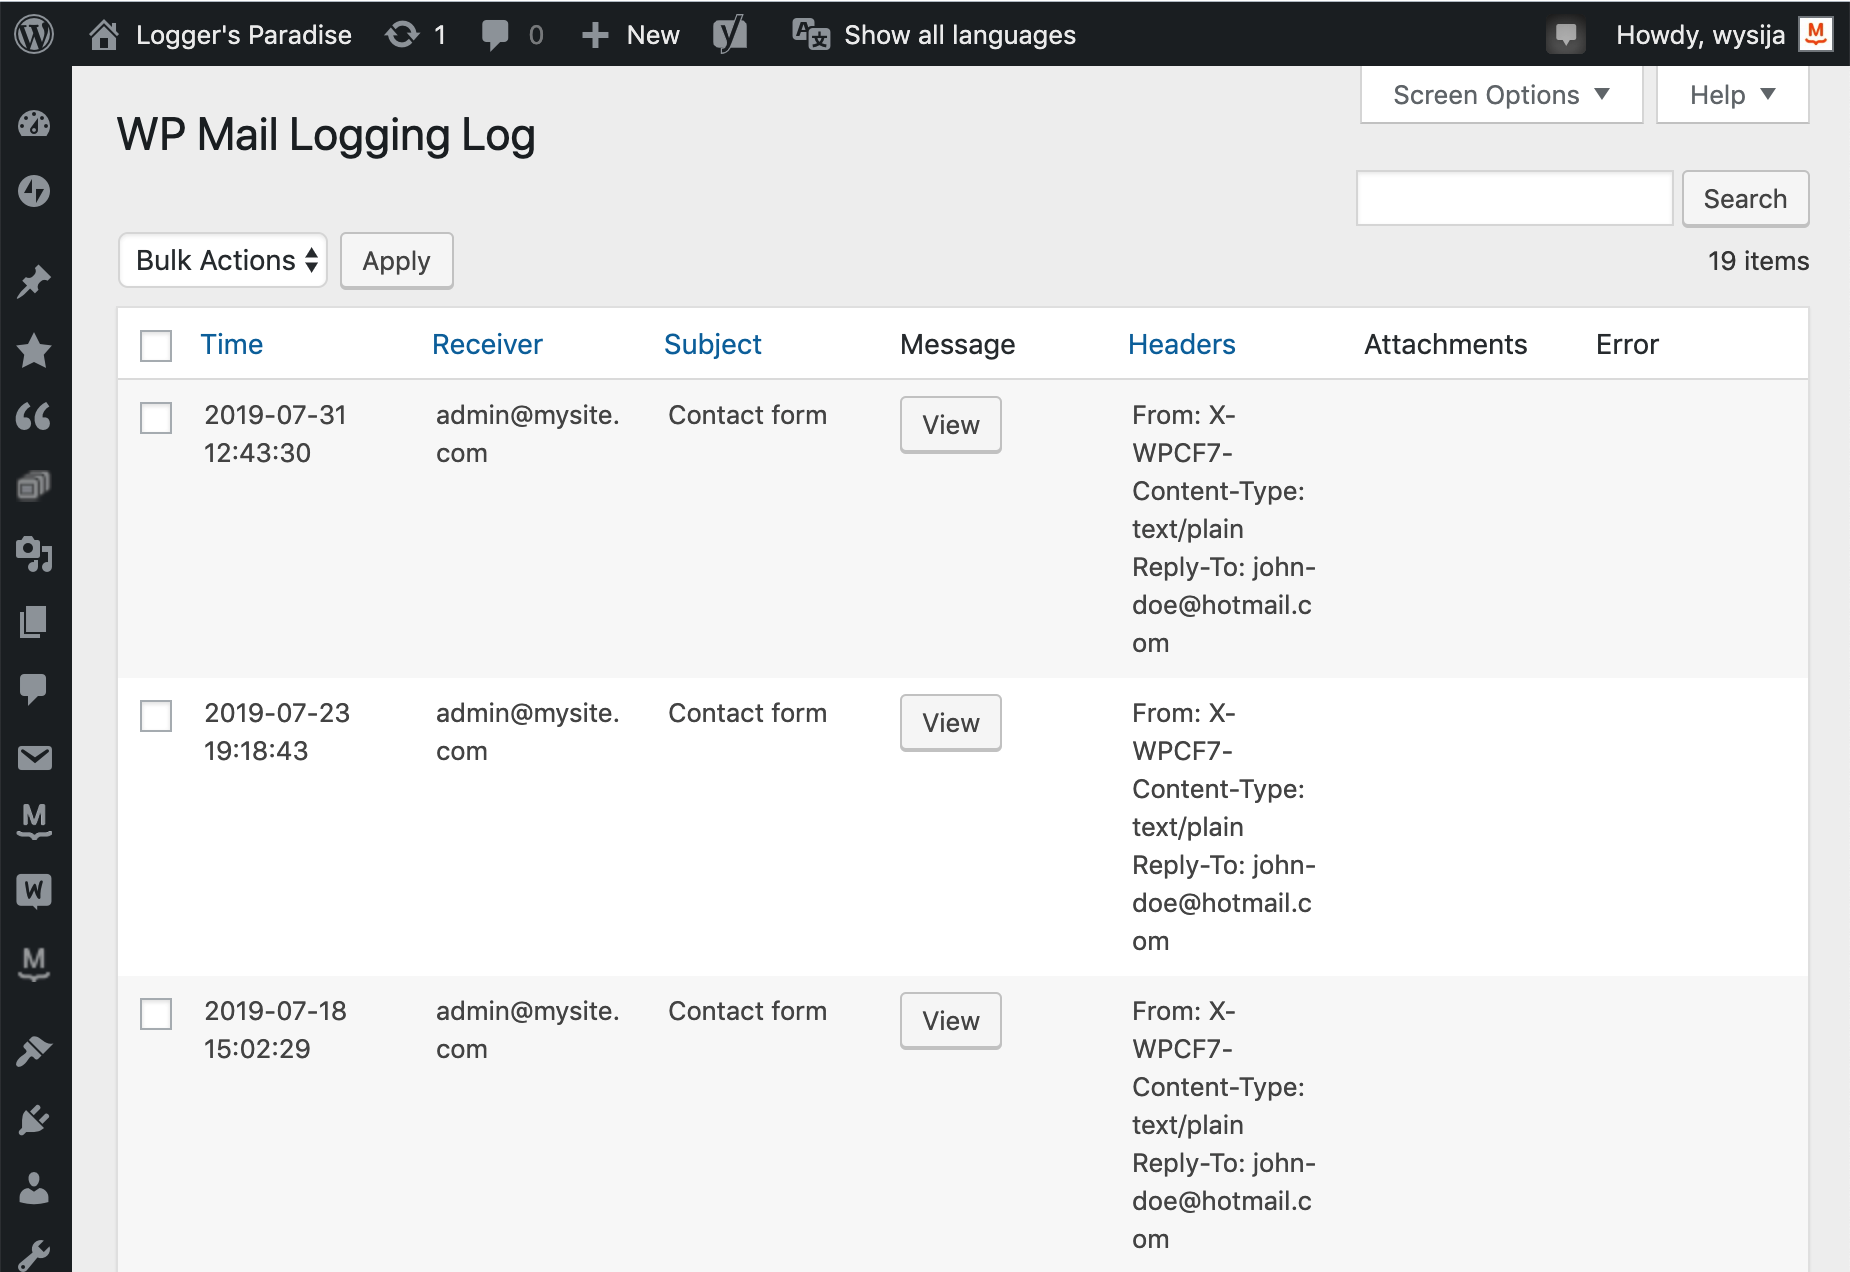 Logger's Paradise 1 0 New Show all languages Howdy, wysija
Screen Options Help
WP Mail Logging Log
Search
Bulk Actions Apply 19 items
Time Receiver Subject Message Headers Attachments Error
2019-07-31
12:43:30
admin@mysite.
com
Contact form
View
From: X-
WPCF7-
Content-Type:
text/plain
Reply-To: john-
doe@hotmail.c
om
2019-07-23
19:18:43
admin@mysite.
com
Contact form
View
From: X-
WPCF7-
Content-Type:
text/plain
Reply-To: john-
doe@hotmail.c
om
2019-07-18
15:02:29
admin@mysite.
com
Contact form
View
From: X-
WPCF7-
Content-Type:
text/plain
Reply-To: john-
doe@hotmail.c
om